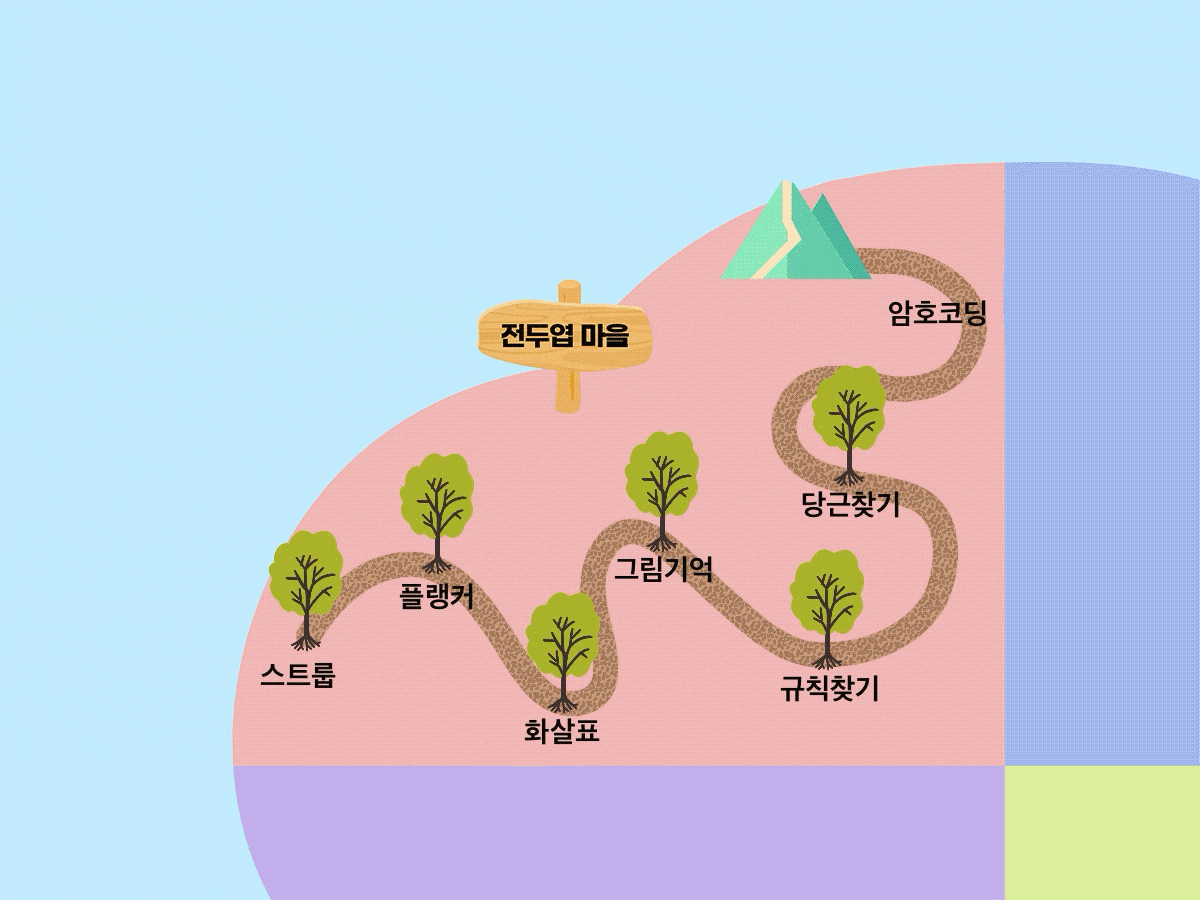 암호코딩
전두엽 마을
당근찾기
그림기억
플랭커
스트룹
규칙찾기
화살표